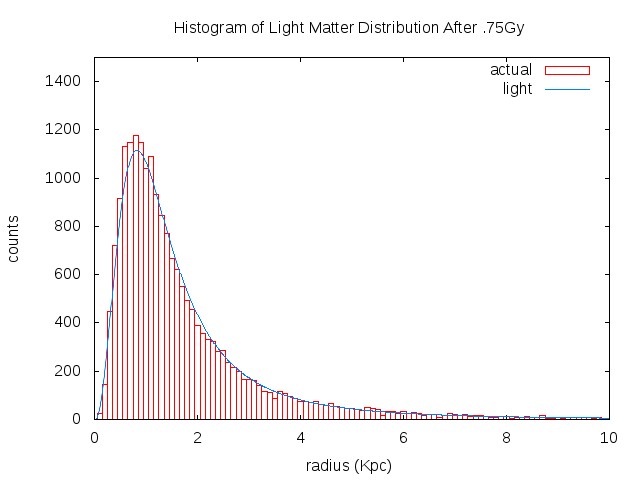 Histogram of Light Matter Distribution After .75Gy
actual
light
1400
1200
1000
800
600
400
200
0
counts
0 2 4 6 8 10
radius (Kpc)